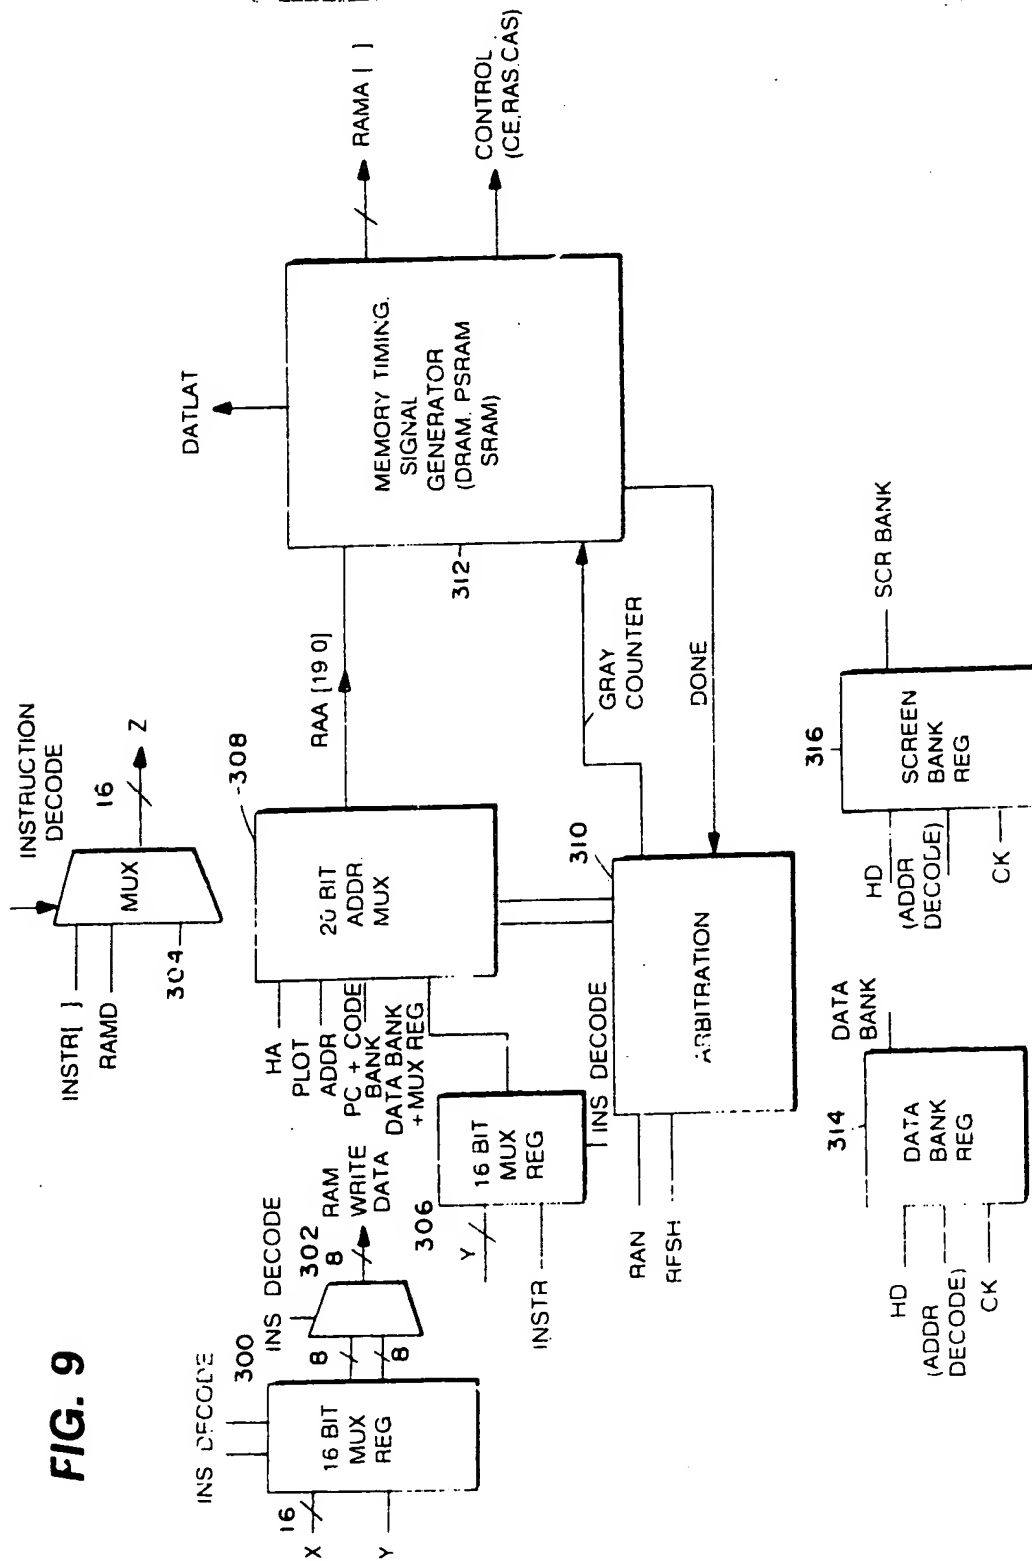 FIG. 9
INS DECODE
300
X
16
Y
16 BIT
MUX
REG
8
8
INS DECODE
302
8
RAM
WRITE
DATA
INSTR[ ]
RAMD
304
MUX
INSTRUCTION
DECODE
16
Z
HA
PLOT
ADDR
PC + CODE
BANK
DATA BANK
+ MUX REG
308
20 BIT
ADDR.
MUX
RAA [19 0]
306
Y
INSTR
16 BIT
MUX
REG
INS DECODE
310
RAN
RFSH
ARBITRATION
GRAY
COUNTER
DONE
312
MEMORY TIMING.
SIGNAL
GENERATOR
(DRAM. PSRAM
SRAM)
DATLAT
RAMA [ ]
CONTROL
(CE,RAS.CAS)
314
HD
(ADDR
DECODE)
CK
DATA
BANK
REG
DATA
BANK
316
HD
(ADDR
DECODE)
CK
SCREEN
BANK
REG
SCR BANK